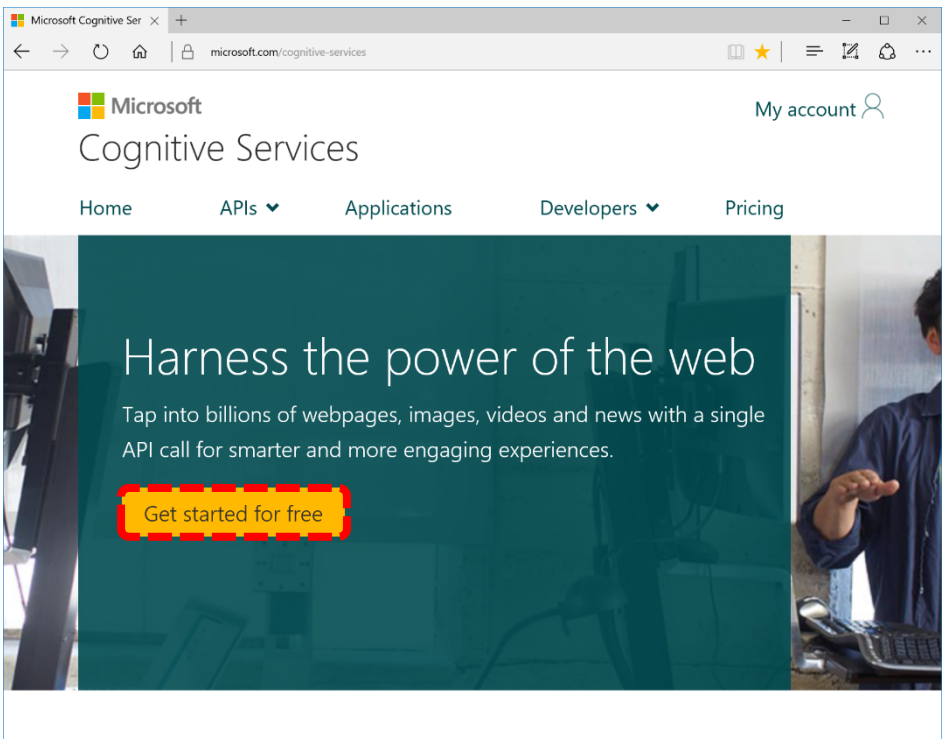 Microsoft Cognitive Ser
microsoft.com/cognitive-services
Microsoft
My account
Cognitive Services
Home APIs Applications Developers Pricing
Harness the power of the web
Tap into billions of webpages, images, videos and news with a single
API call for smarter and more engaging experiences.
Get started for free